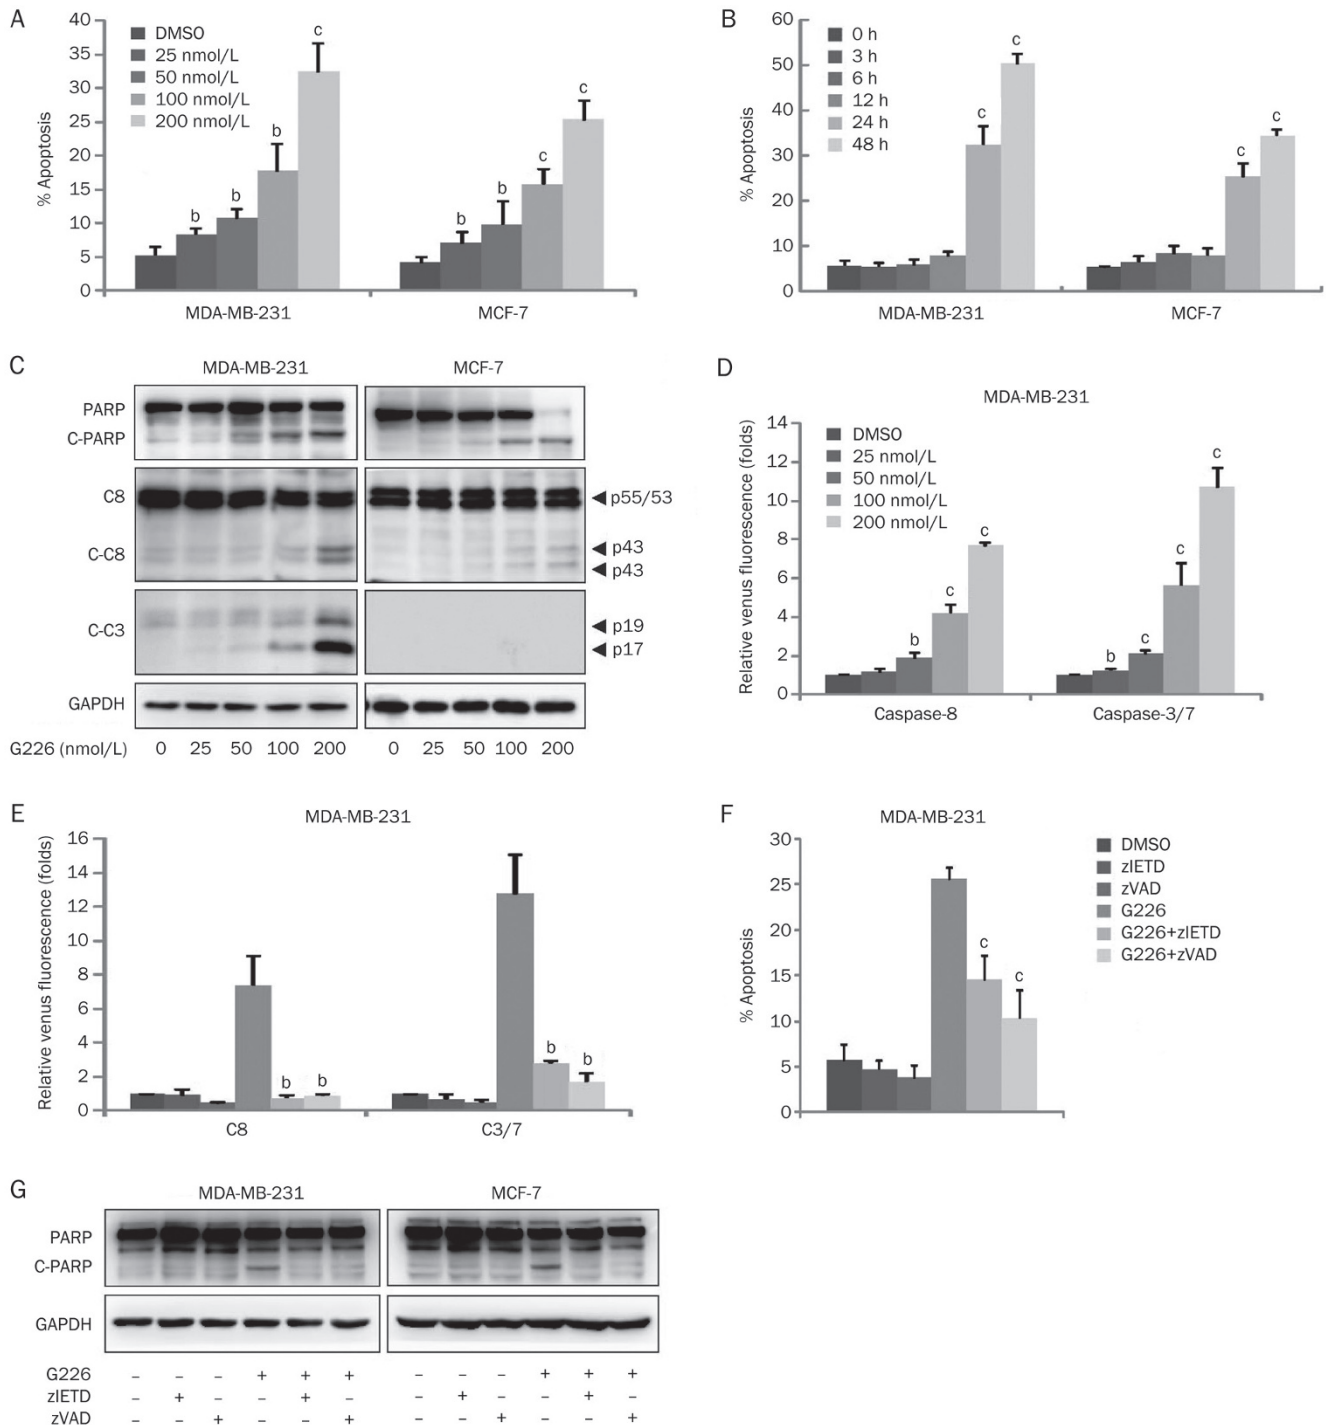 A
40
35
30
25
20
15
10
5
0
% Apoptosis
DMSO
25 nmol/L
50 nmol/L
100 nmol/L
200 nmol/L
b
b
b
c
b
b
c
c
MDA-MB-231 MCF-7
B
60
50
40
30
20
10
0
% Apoptosis
0 h
3 h
6 h
12 h
24 h
48 h
c
c
c
c
MDA-MB-231 MCF-7
C
MDA-MB-231 MCF-7
PARP
C-PARP
C8
C-C8
C-C3
GAPDH
p55/53
p43
p43
p19
p17
G226 (nmol/L) 0 25 50 100 200 0 25 50 100 200
D
MDA-MB-231
14
12
10
8
6
4
2
0
Relative venus fluorescence (folds)
DMSO
25 nmol/L
50 nmol/L
100 nmol/L
200 nmol/L
b
c
c
b
c
c
c
Caspase-8 Caspase-3/7
E
MDA-MB-231
16
14
12
10
8
6
4
2
0
Relative venus fluorescence (folds)
b
b
b
b
C8 C3/7
F
MDA-MB-231
30
25
20
15
10
5
0
% Apoptosis
c
c
DMSO
zIETD
zVAD
G226
G226+zIETD
G226+zVAD
G
MDA-MB-231 MCF-7
PARP
C-PARP
GAPDH
G226 – – – + + + – – – + + +
zIETD – + – – + – – + – – + –
zVAD – – + – – + – – + – – +